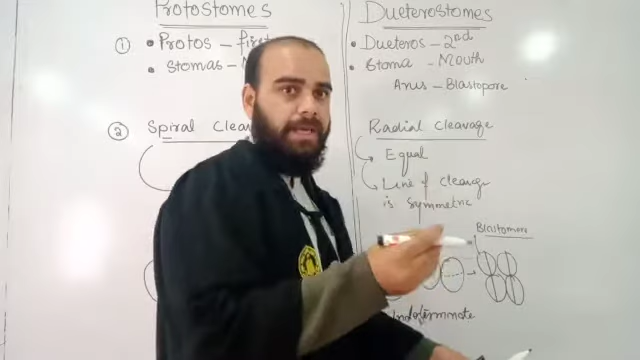 Protostomes
① • Protos - first
• Stomas -
② Spiral Clea
Dueterostomes
• Dueteros - 2nd
• Stoma - Mouth
Anus - Blastopore
Radial Cleavage
Equal
Line of cleavage
is symmetric
Blastomere
Indeterminate